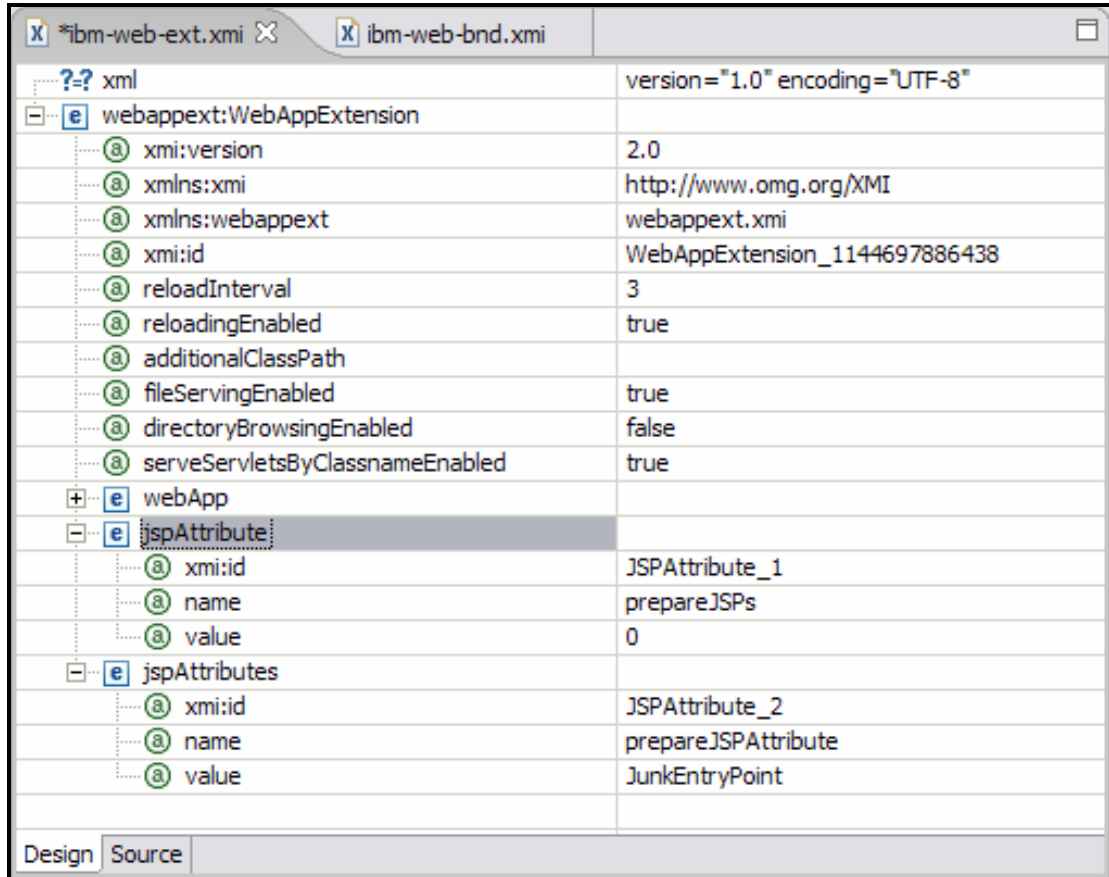 *ibm-web-ext.xmi ibm-web-bnd.xmi
?=? xml version="1.0" encoding="UTF-8"
e webappext:WebAppExtension
a xmi:version 2.0
a xmlns:xmi http://www.omg.org/XMI
a xmlns:webappext webappext.xmi
a xmi:id WebAppExtension_1144697886438
a reloadInterval 3
a reloadingEnabled true
a additionalClassPath
a fileServingEnabled true
a directoryBrowsingEnabled false
a serveServletsByClassnameEnabled true
e webApp
e jspAttribute
a xmi:id JSPAttribute_1
a name prepareJSPs
a value 0
e jspAttributes
a xmi:id JSPAttribute_2
a name prepareJSPAttribute
a value JunkEntryPoint
Design Source